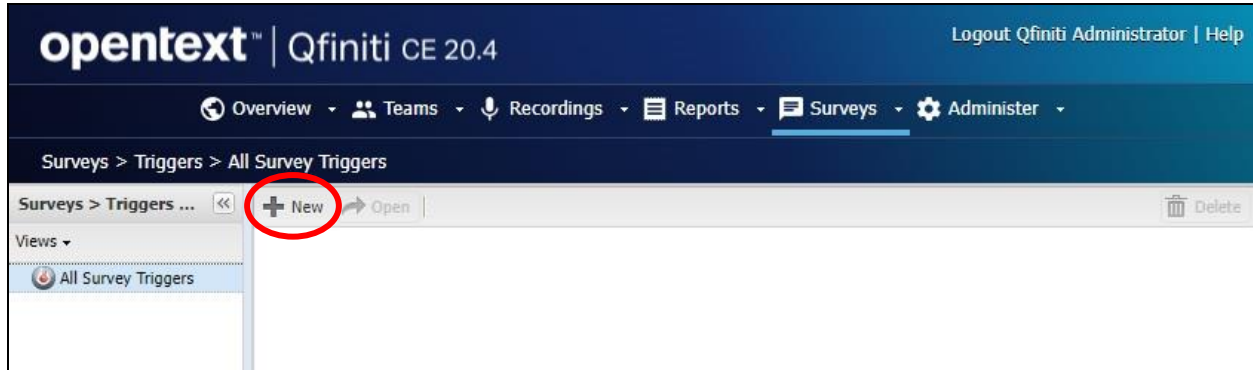 opentext™ | Qfiniti CE 20.4
Logout Qfiniti Administrator | Help
Overview Teams Recordings Reports Surveys Administer
Surveys > Triggers > All Survey Triggers
Surveys > Triggers ...
New Open | Delete
Views
All Survey Triggers